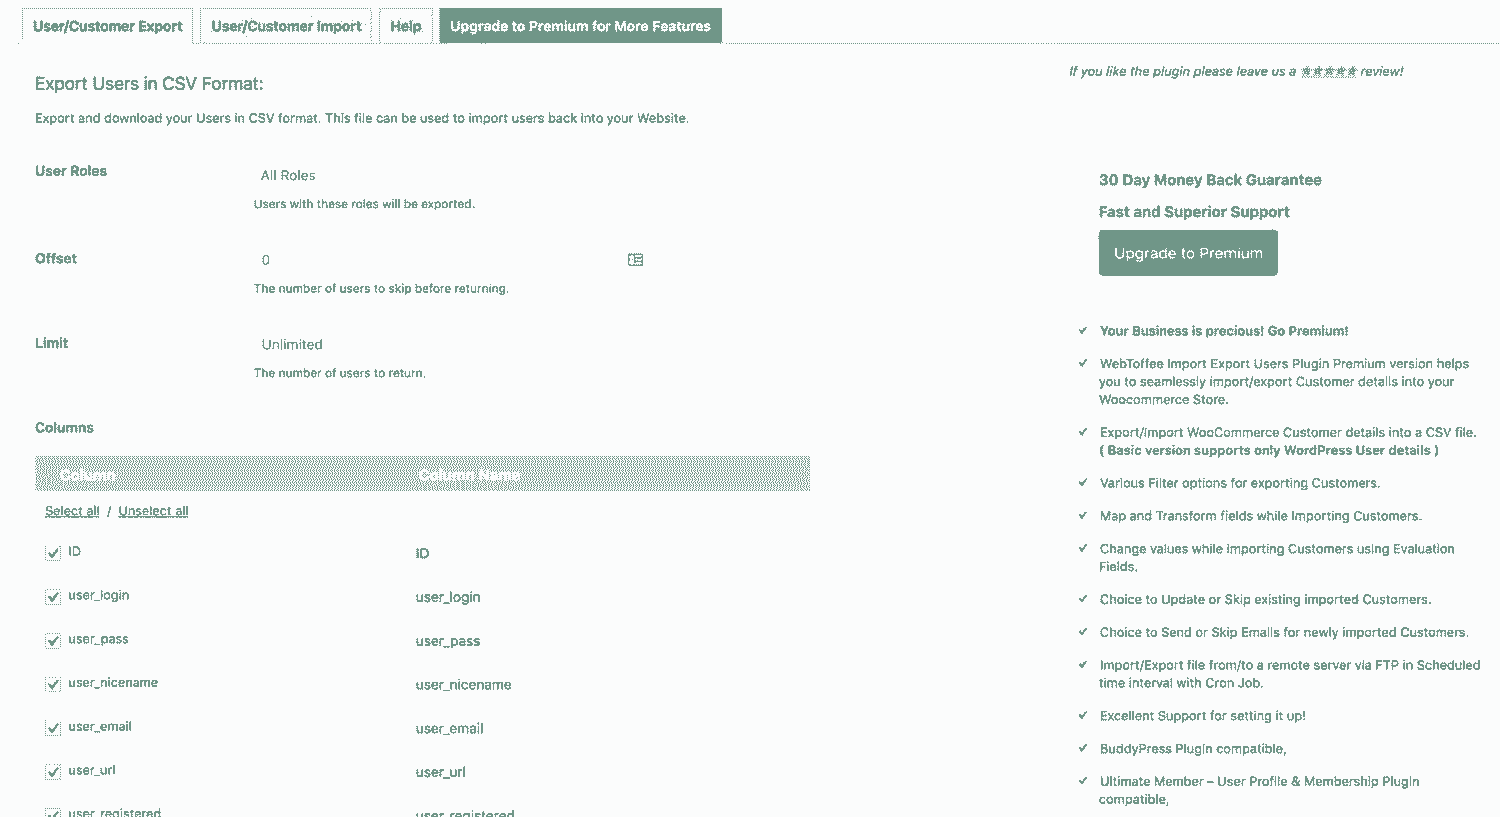 User/Customer Export
User/Customer Import
Help
Upgrade to Premium for More Features
Export Users in CSV Format:
Export and download your Users in CSV format. This file can be used to import users back into your Website.
User Roles
All Roles
Users with these roles will be exported.
Offset
0
The number of users to skip before returning.
Limit
Unlimited
The number of users to return.
Columns
Column
Column Name
Select all / Unselect all
ID
ID
user_login
user_login
user_pass
user_pass
user_nicename
user_nicename
user_email
user_email
user_url
user_url
user_registered
user_registered
If you like the plugin please leave us a ★★★★★ review!
30 Day Money Back Guarantee
Fast and Superior Support
Upgrade to Premium
✔ Your Business is precious! Go Premium!
✔ WebToffee Import Export Users Plugin Premium version helps
you to seamlessly import/export Customer details into your
Woocommerce Store.
✔ Export/Import WooCommerce Customer details into a CSV file.
( Basic version supports only WordPress User details )
✔ Various Filter options for exporting Customers.
✔ Map and Transform fields while Importing Customers.
✔ Change values while importing Customers using Evaluation
Fields.
✔ Choice to Update or Skip existing imported Customers.
✔ Choice to Send or Skip Emails for newly imported Customers.
✔ Import/Export file from/to a remote server via FTP in Scheduled
time interval with Cron Job.
✔ Excellent Support for setting it up!
✔ BuddyPress Plugin compatible,
✔ Ultimate Member – User Profile & Membership Plugin
compatible,